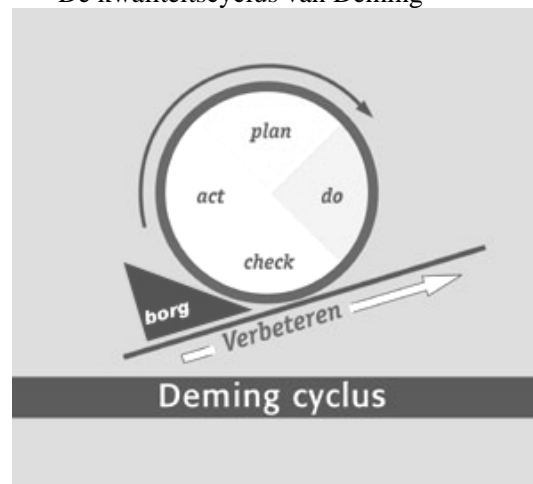 De kwaliteitscyclus van Deming
plan
act
do
check
borg
Verbeteren
Deming cyclus